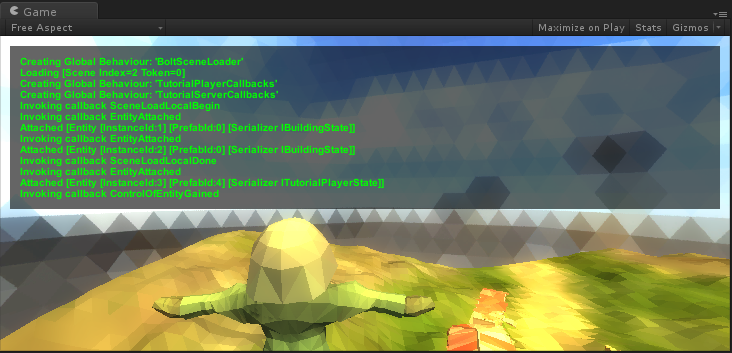 Game
Free Aspect Maximize on Play Stats Gizmos
Creating Global Behaviour: 'BoltSceneLoader'
Loading [Scene Index=2 Token=0]
Creating Global Behaviour: 'TutorialPlayerCallbacks'
Creating Global Behaviour: 'TutorialServerCallbacks'
Invoking callback SceneLoadLocalBegin
Invoking callback EntityAttached
Attached [Entity [InstanceId:1] [PrefabId:0] [Serializer IBuildingState]]
Invoking callback EntityAttached
Attached [Entity [InstanceId:2] [PrefabId:0] [Serializer IBuildingState]]
Invoking callback SceneLoadLocalDone
Invoking callback EntityAttached
Attached [Entity [InstanceId:3] [PrefabId:4] [Serializer ITutorialPlayerState]]
Invoking callback ControlOfEntityGained